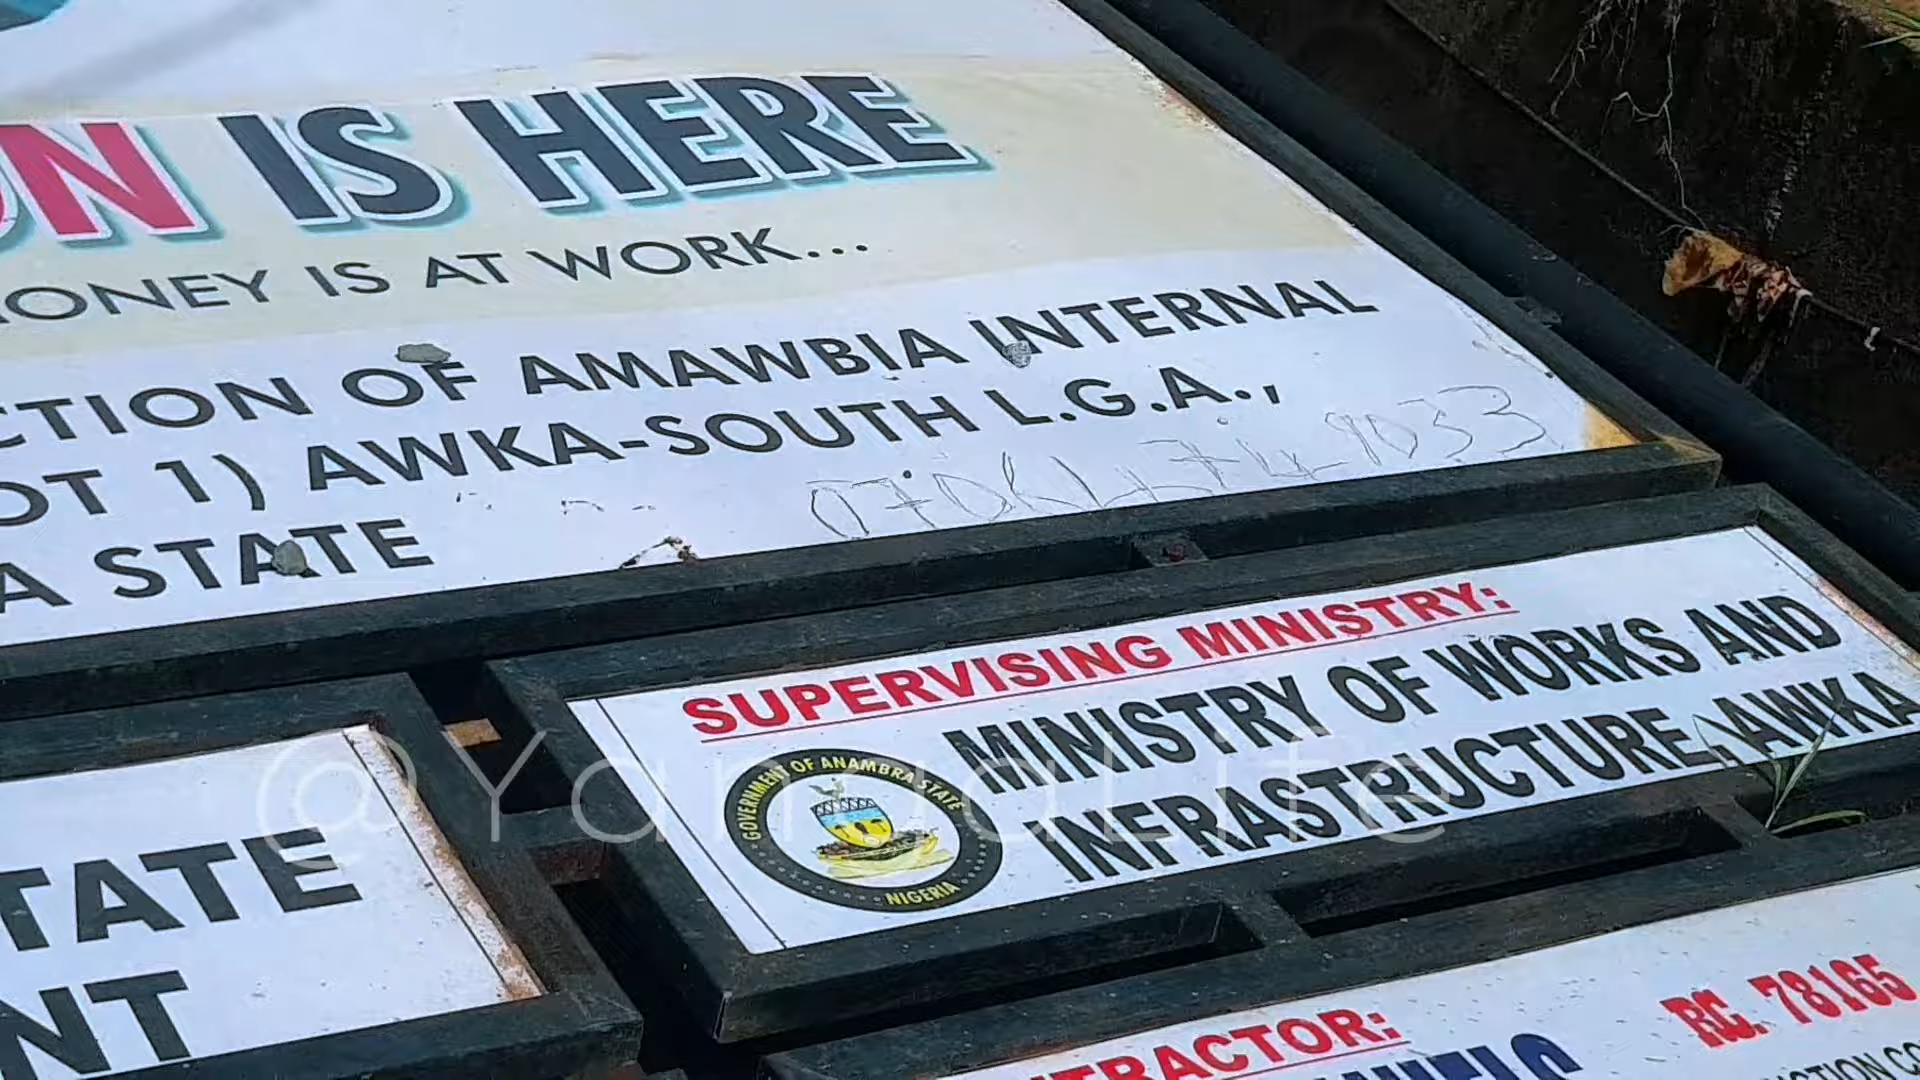 ON IS HERE
ONEY IS AT WORK...
CTION OF AMAWBIA INTERNAL
OT 1) AWKA-SOUTH L.G.A.,
A STATE
SUPERVISING MINISTRY:
MINISTRY OF WORKS AND
INFRASTRUCTURE, AWKA
GOVERNMENT OF ANAMBRA STATE
NIGERIA
TATE
NT
TRACTOR:
RC. 78165